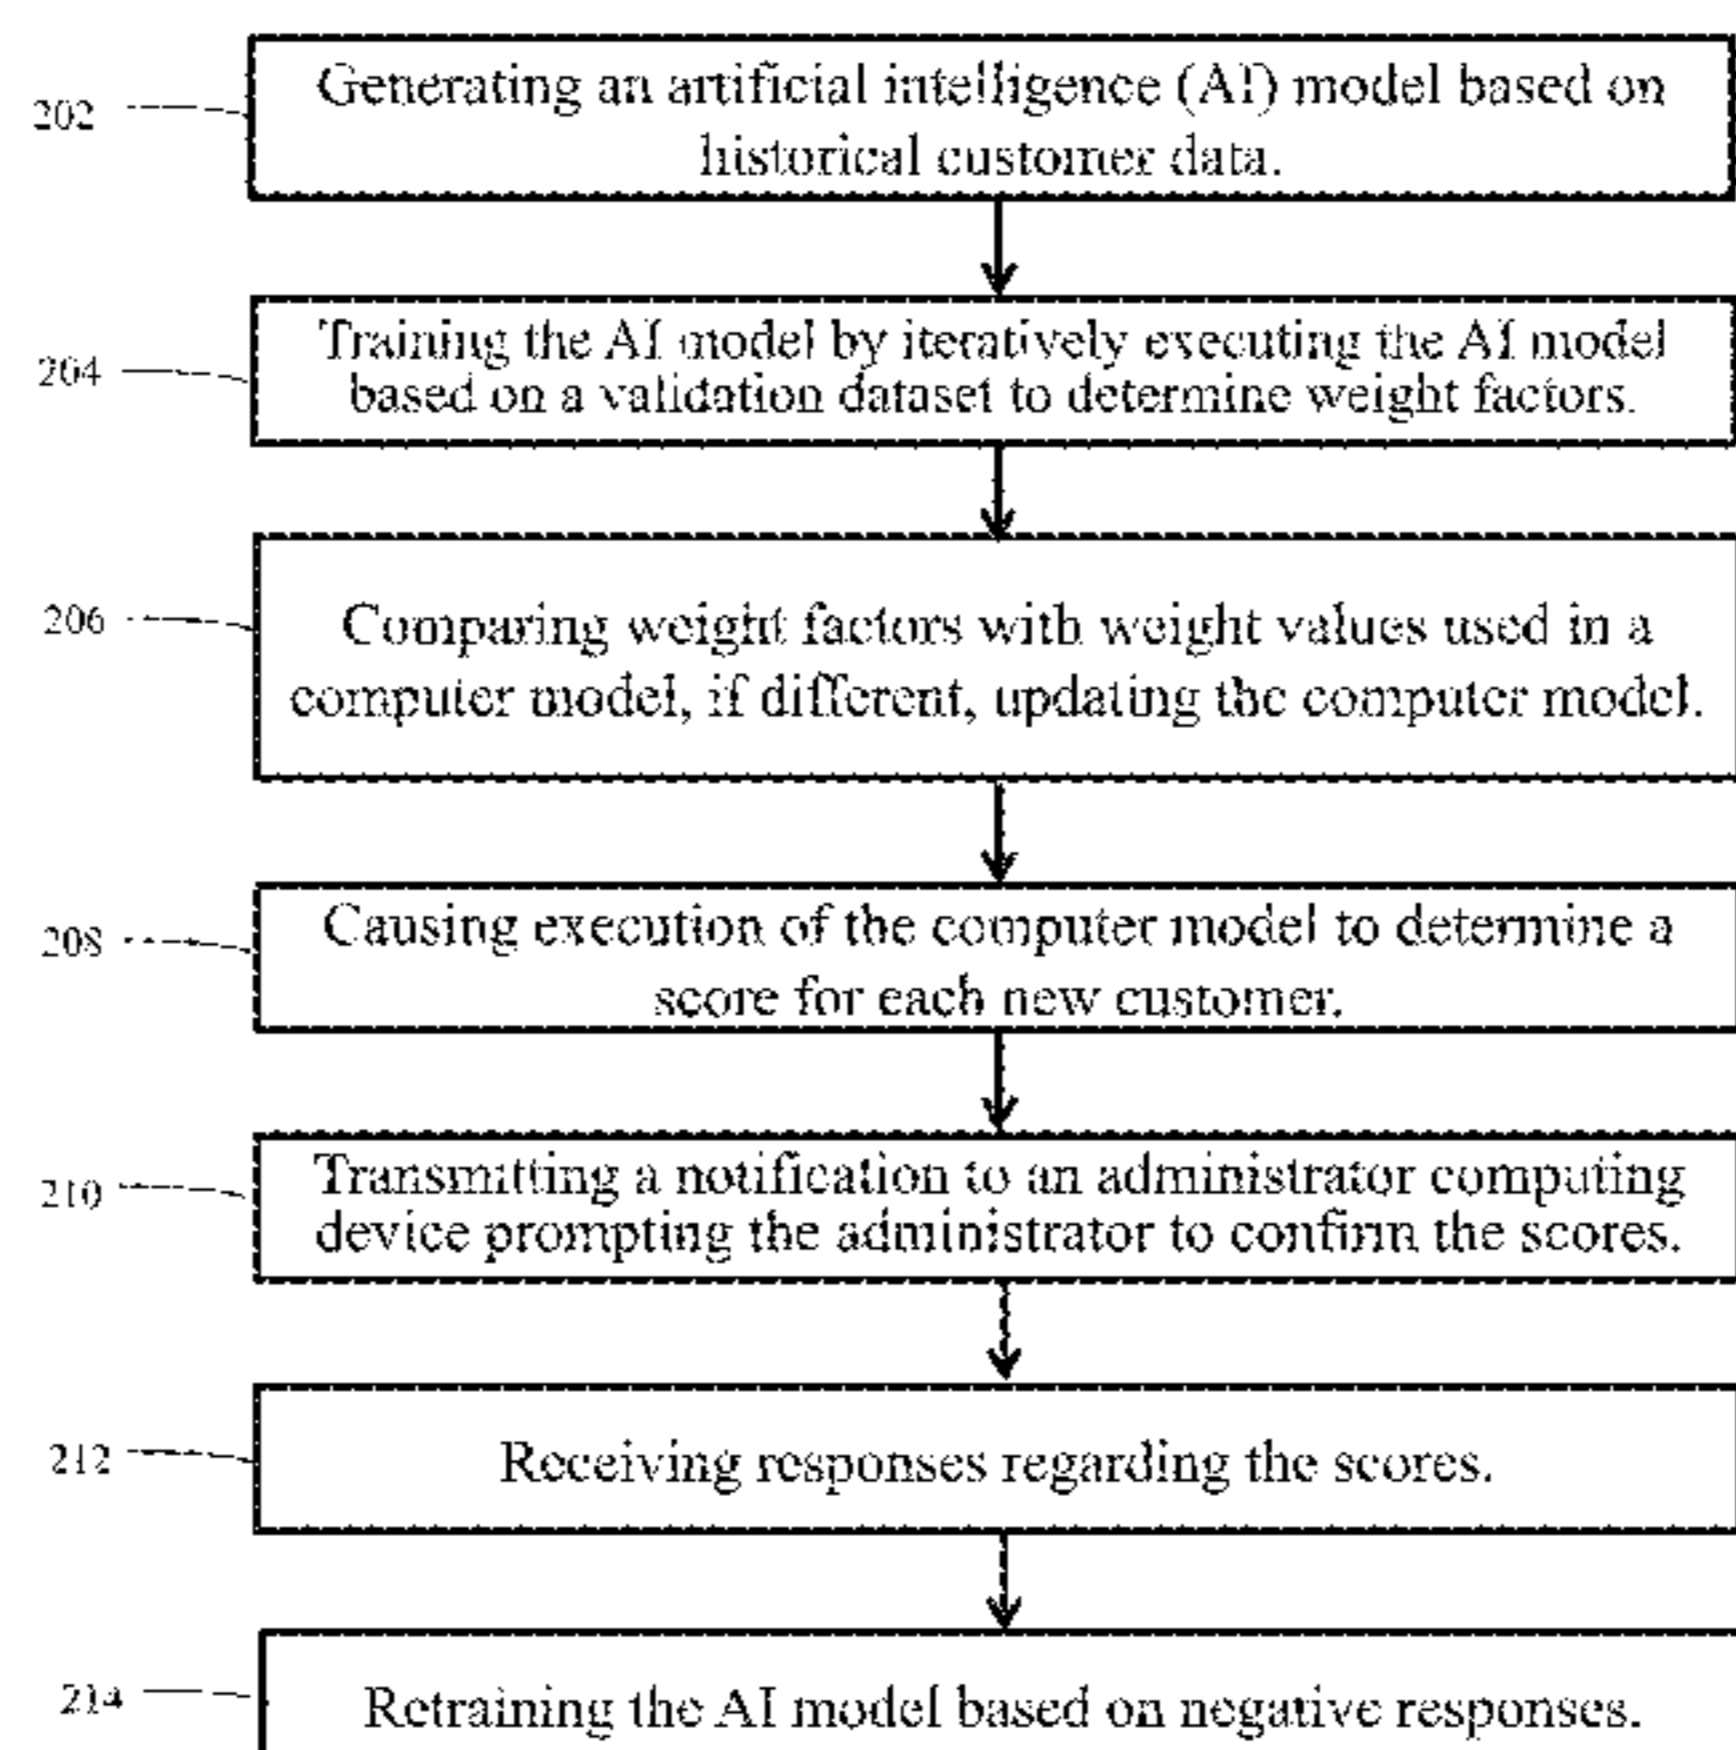 202
Generating an artificial intelligence (AI) model based on
historical customer data.
204
Training the AI model by iteratively executing the AI model
based on a validation dataset to determine weight factors.
206
Comparing weight factors with weight values used in a
computer model, if different, updating the computer model.
208
Causing execution of the computer model to determine a
score for each new customer.
210
Transmitting a notification to an administrator computing
device prompting the administrator to confirm the scores.
212
Receiving responses regarding the scores.
214
Retraining the AI model based on negative responses.